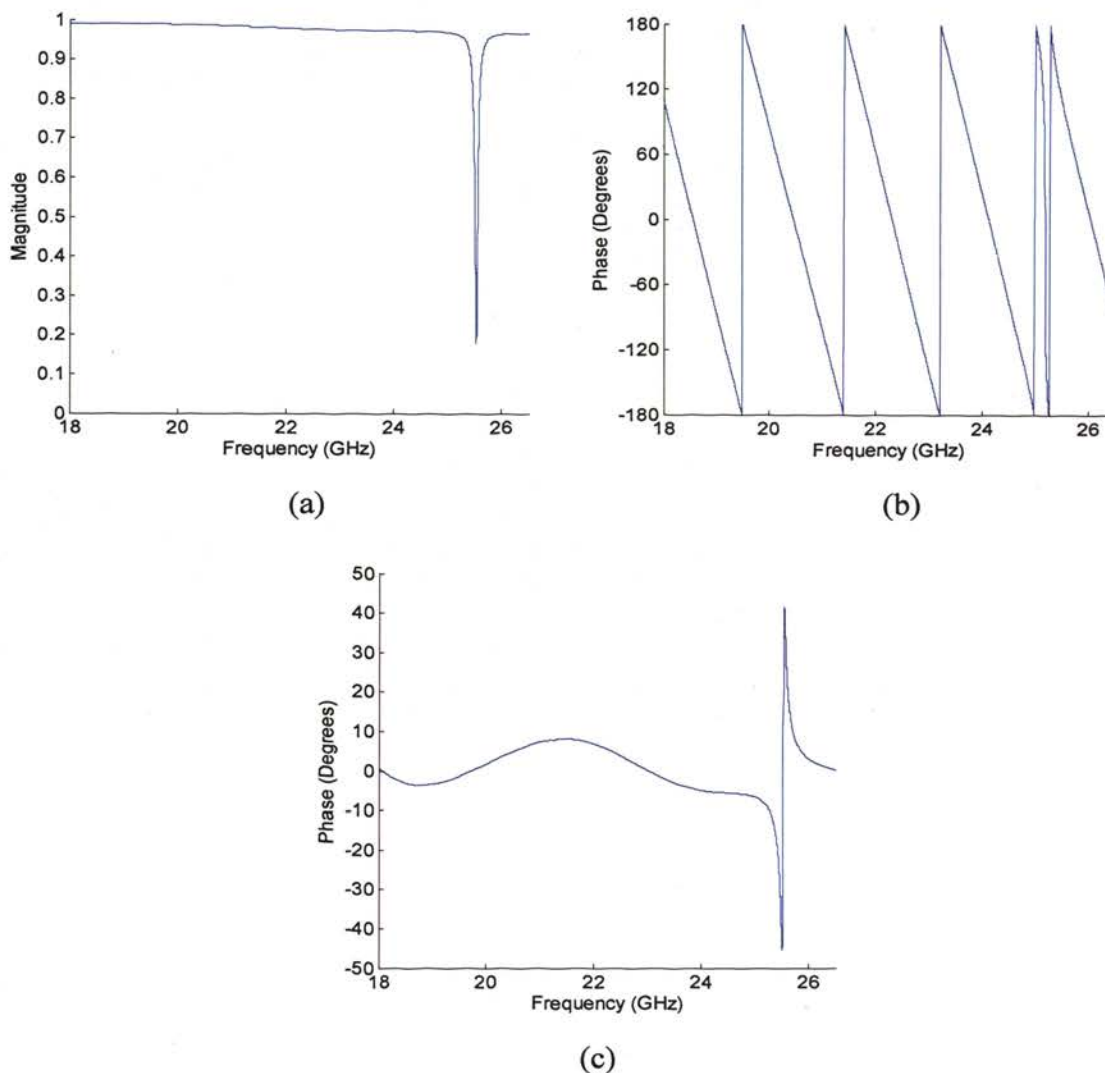 1
0.9
0.8
0.7
0.6
0.5
0.4
0.3
0.2
0.1
0
Magnitude
18 20 22 24 26
Frequency (GHz)
(a)
180
120
60
0
-60
-120
-180
Phase (Degrees)
18 20 22 24 26
Frequency (GHz)
(b)
50
40
30
20
10
0
-10
-20
-30
-40
-50
Phase (Degrees)
18 20 22 24 26
Frequency (GHz)
(c)